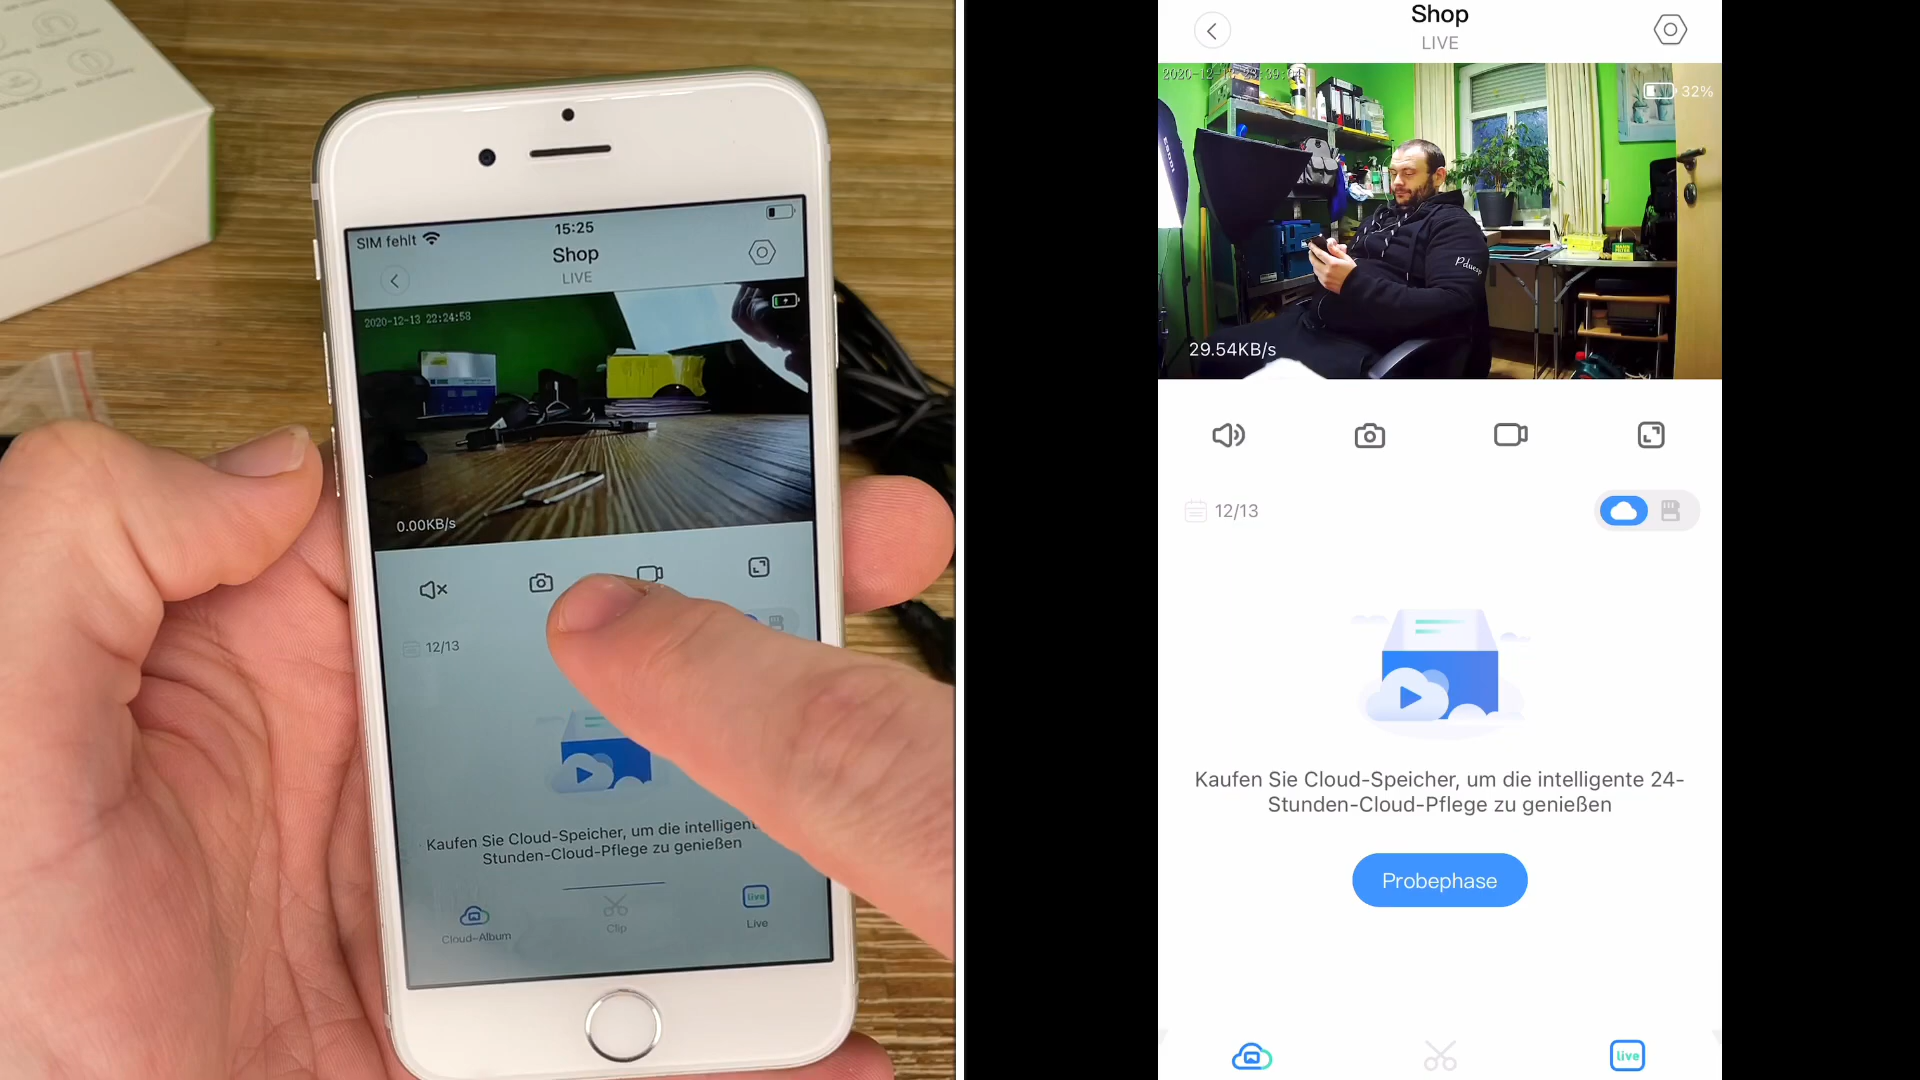 SIM fehlt
15:25
Shop
LIVE
2020-12-13 22:24:58
0.00KB/s
12/13
Kaufen Sie Cloud-Speicher, um die
Stunden-Cloud-Pflege zu genießen
Cloud-Album
Clip
live
Live
Shop
LIVE
32%
29.54KB/s
12/13
Kaufen Sie Cloud-Speicher, um die intelligente 24-
Stunden-Cloud-Pflege zu genießen
Probephase
live